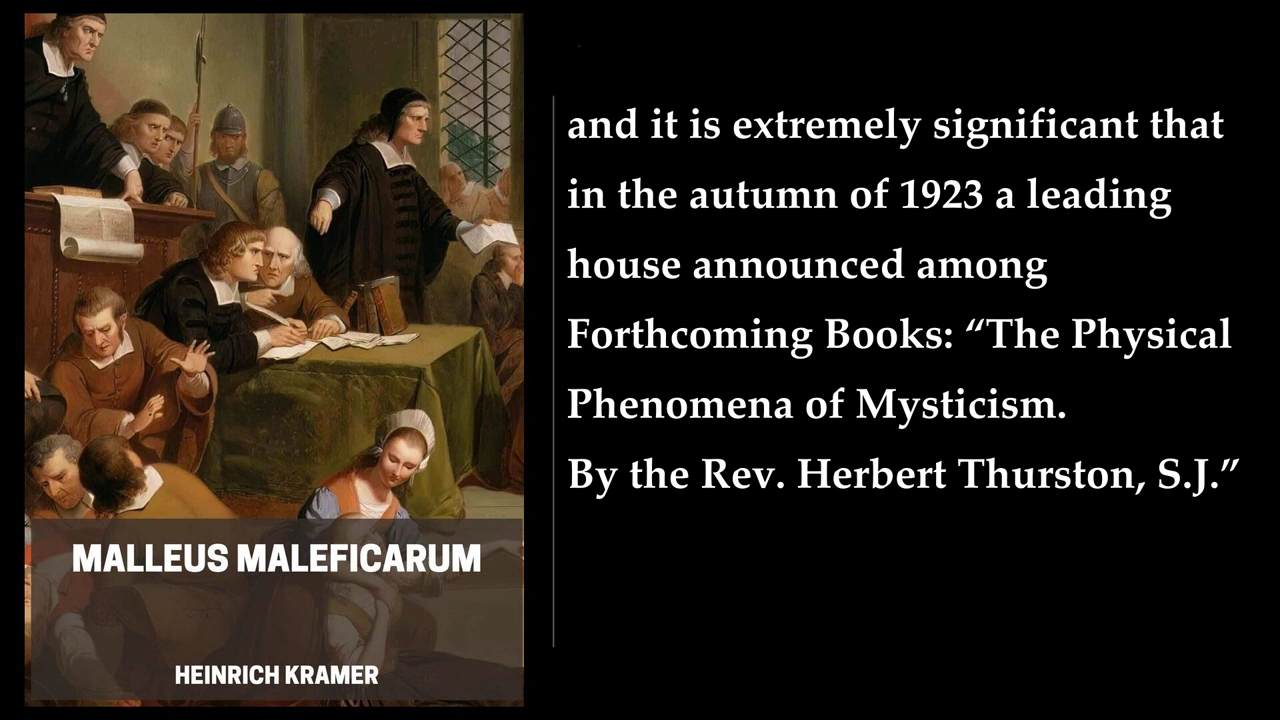 MALLEUS MALEFICARUM
HEINRICH KRAMER
and it is extremely significant that
in the autumn of 1923 a leading
house announced among
Forthcoming Books: “The Physical
Phenomena of Mysticism.
By the Rev. Herbert Thurston, S.J.”